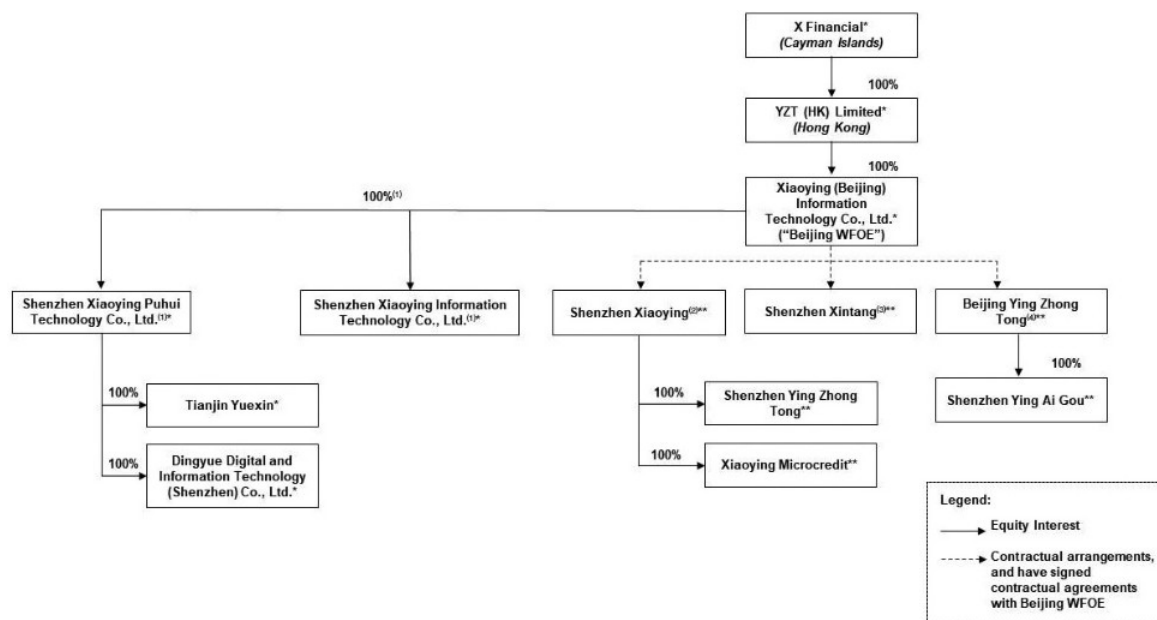 X Financial*
(Cayman Islands)
100%
YZT (HK) Limited*
(Hong Kong)
100%
Xiaoying (Beijing)
Information
Technology Co., Ltd.*
("Beijing WFOE")
100%(1)
Shenzhen Xiaoying Puhui
Technology Co., Ltd.(1)*
Shenzhen Xiaoying Information
Technology Co., Ltd.(1)*
Shenzhen Xiaoying(2)**
Shenzhen Xintang(3)**
Beijing Ying Zhong
Tong(4)**
100%
Tianjin Yuexin*
100%
Dingyue Digital and
Information Technology
(Shenzhen) Co., Ltd.*
100%
Shenzhen Ying Zhong
Tong**
100%
Xiaoying Microcredit**
100%
Shenzhen Ying Ai Gou**
Legend:
Equity Interest
Contractual arrangements,
and have signed
contractual agreements
with Beijing WFOE